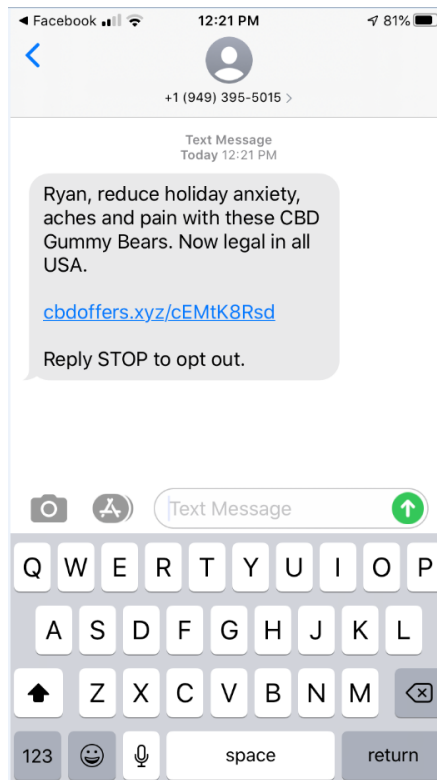 ◀ Facebook 12:21 PM 81%
+1 (949) 395-5015 >
Text Message
Today 12:21 PM
Ryan, reduce holiday anxiety,
aches and pain with these CBD
Gummy Bears. Now legal in all
USA.
cbdoffers.xyz/cEMtK8Rsd
Reply STOP to opt out.
Text Message
Q W E R T Y U I O P
A S D F G H J K L
Z X C V B N M
123 space return